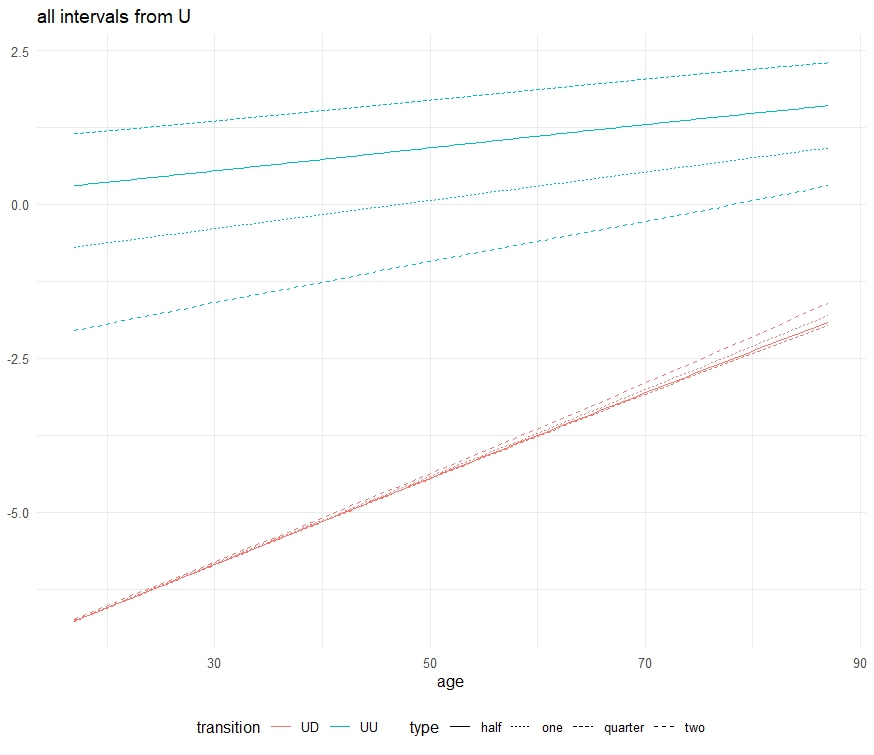 all intervals from U
2.5
0.0
-2.5
-5.0
30 50 70 90
age
transition UD UU type half one quarter two